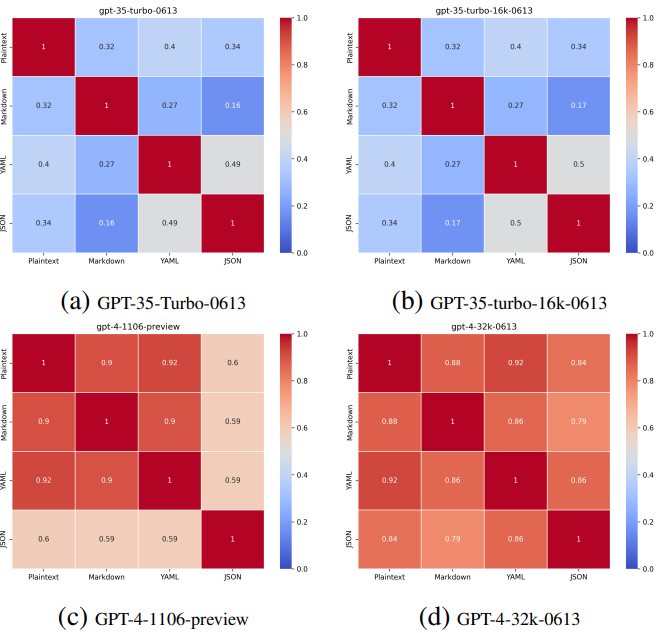 gpt-35-turbo-0613
Plaintext 1 0.32 0.4 0.34
Markdown 0.32 1 0.27 0.16
YAML 0.4 0.27 1 0.49
JSON 0.34 0.16 0.49 1
Plaintext Markdown YAML JSON
1.0
0.8
0.6
0.4
0.2
0.0
(a) GPT-35-Turbo-0613
gpt-35-turbo-16k-0613
Plaintext 1 0.32 0.4 0.34
Markdown 0.32 1 0.27 0.17
YAML 0.4 0.27 1 0.5
JSON 0.34 0.17 0.5 1
Plaintext Markdown YAML JSON
1.0
0.8
0.6
0.4
0.2
0.0
(b) GPT-35-turbo-16k-0613
gpt-4-1106-preview
Plaintext 1 0.9 0.92 0.6
Markdown 0.9 1 0.9 0.59
YAML 0.92 0.9 1 0.59
JSON 0.6 0.59 0.59 1
Plaintext Markdown YAML JSON
1.0
0.8
0.6
0.4
0.2
0.0
(c) GPT-4-1106-preview
gpt-4-32k-0613
Plaintext 1 0.88 0.92 0.84
Markdown 0.88 1 0.86 0.79
YAML 0.92 0.86 1 0.86
JSON 0.84 0.79 0.86 1
Plaintext Markdown YAML JSON
1.0
0.8
0.6
0.4
0.2
0.0
(d) GPT-4-32k-0613